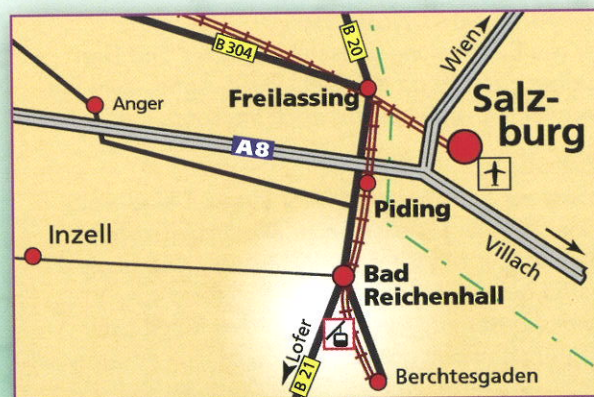 B 304
B 20
Wien
Freilassing
Salz-
burg
Anger
A8
Piding
Inzell
Villach
Bad
Reichenhall
Lofer
B 21
Berchtesgaden